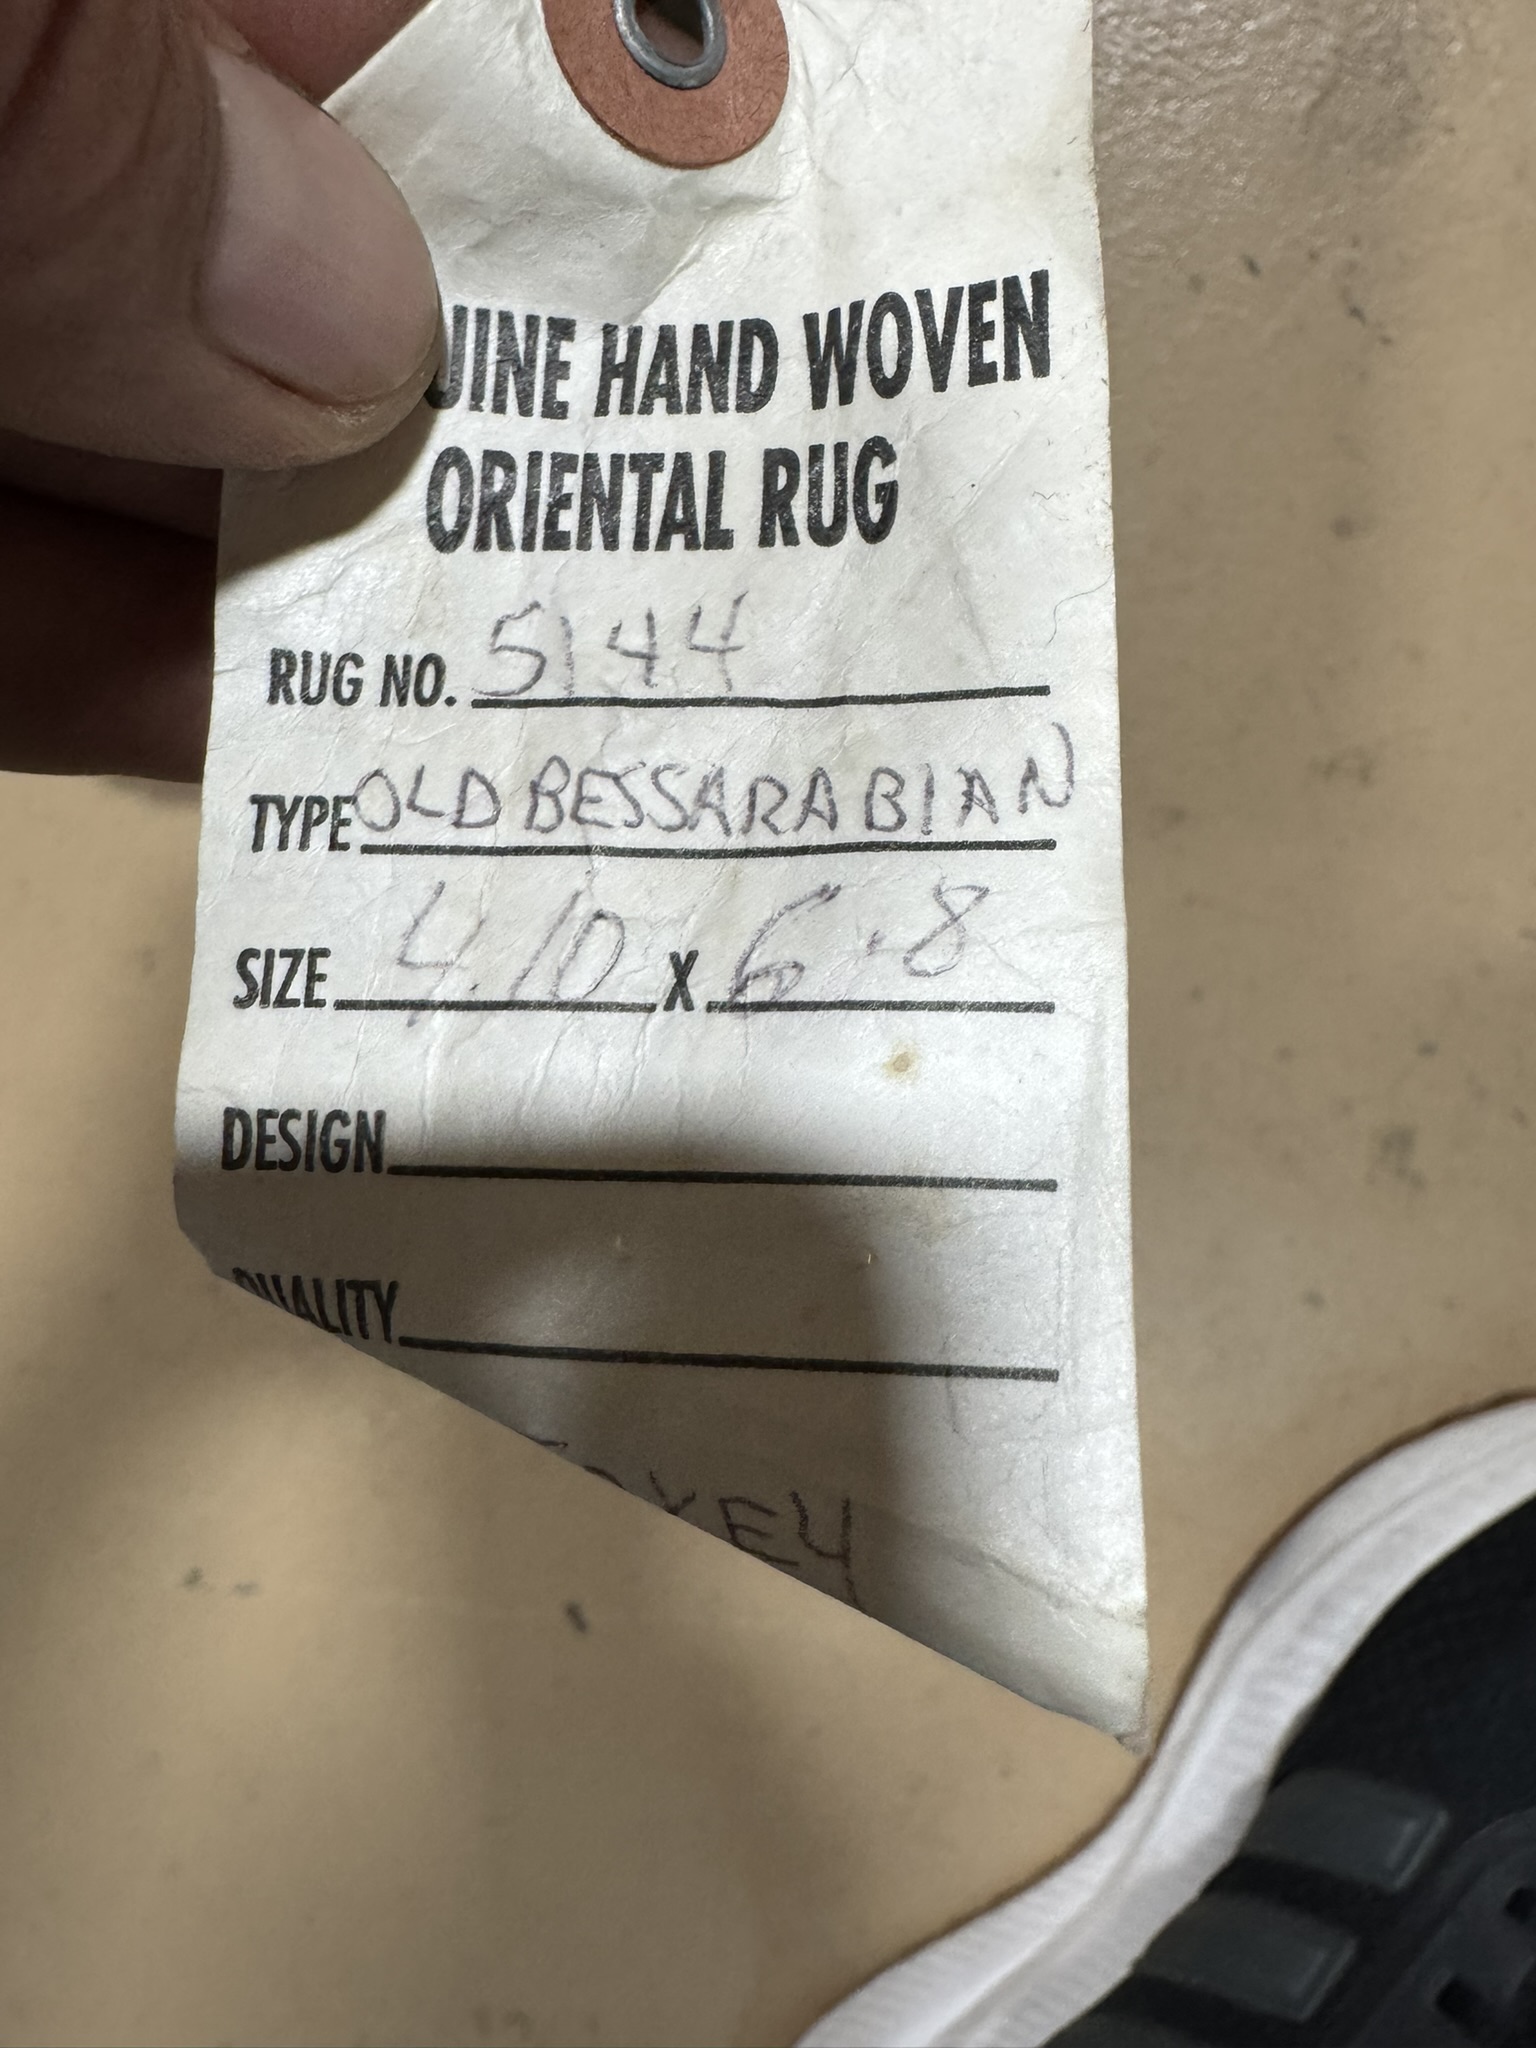 UINE HAND WOVEN
ORIENTAL RUG
RUG NO. 5144
TYPE OLD BESSARABIAN
SIZE 4.10 X 6.8
DESIGN
QUALITY